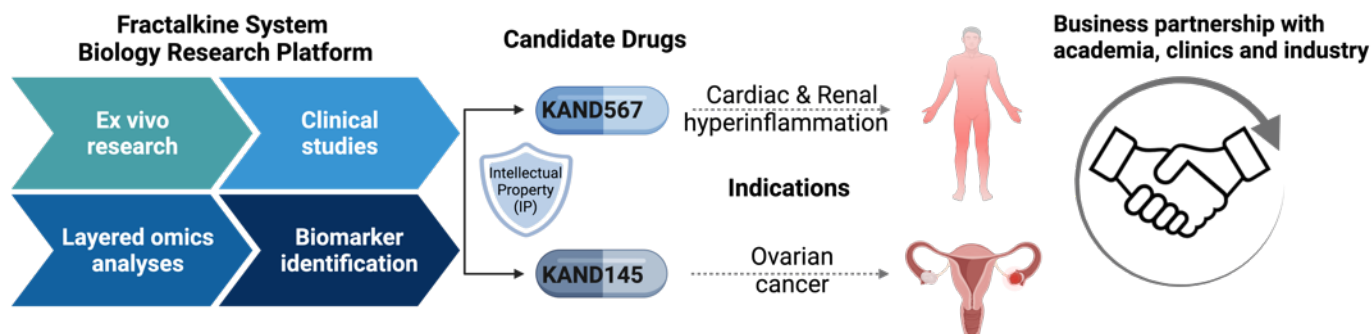 Fractalkine System
Biology Research Platform
Ex vivo
research
Clinical
studies
Layered omics
analyses
Biomarker
identification
Candidate Drugs
KAND567
Intellectual
Property
(IP)
KAND145
Cardiac & Renal
hyperinflammation
Indications
Ovarian
cancer
Business partnership with
academia, clinics and industry